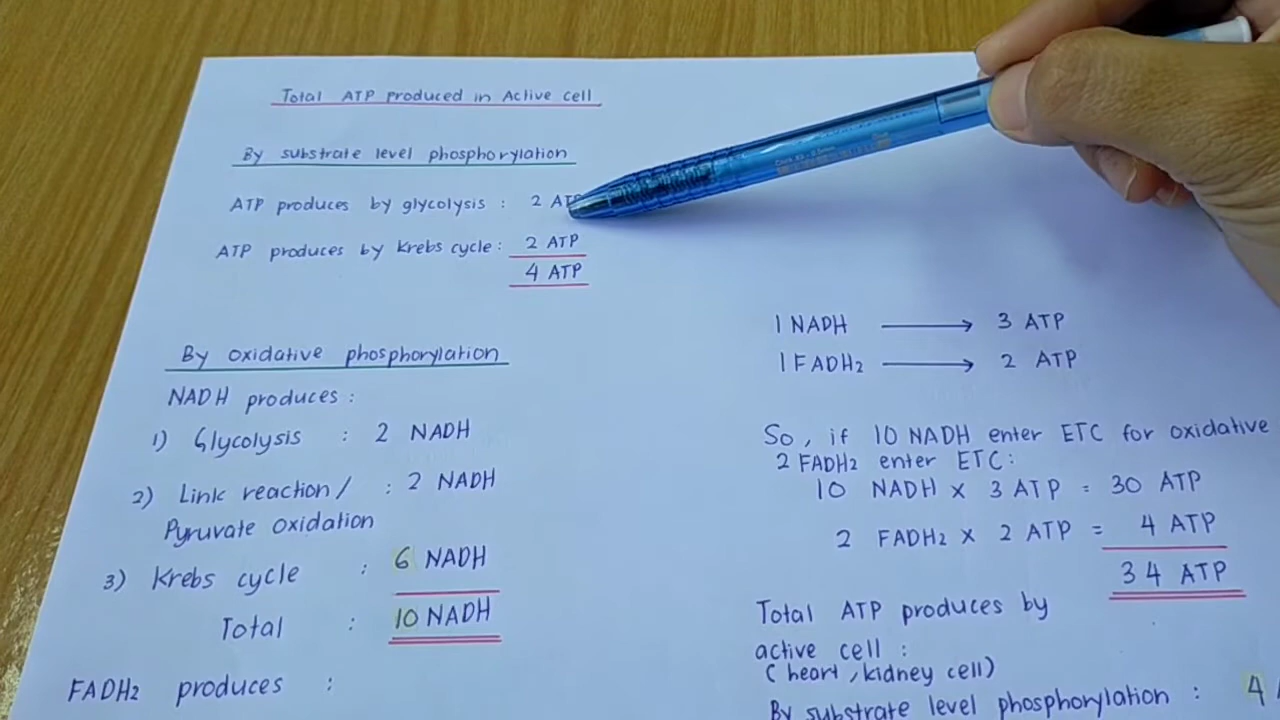 Total ATP produced in Active cell
By substrate level phosphorylation
ATP produces by glycolysis : 2 ATP
ATP produces by Krebs cycle : 2 ATP
4 ATP
By oxidative phosphorylation
NADH produces :
1) Glycolysis : 2 NADH
2) Link reaction / : 2 NADH
Pyruvate oxidation
3) Krebs cycle : 6 NADH
Total : 10 NADH
FADH2 produces :
1 NADH → 3 ATP
1 FADH2 → 2 ATP
So, if 10 NADH enter ETC for oxidative
2 FADH2 enter ETC :
10 NADH x 3 ATP = 30 ATP
2 FADH2 x 2 ATP = 4 ATP
34 ATP
Total ATP produces by
active cell :
(heart, kidney cell)
By substrate level phosphorylation : 4